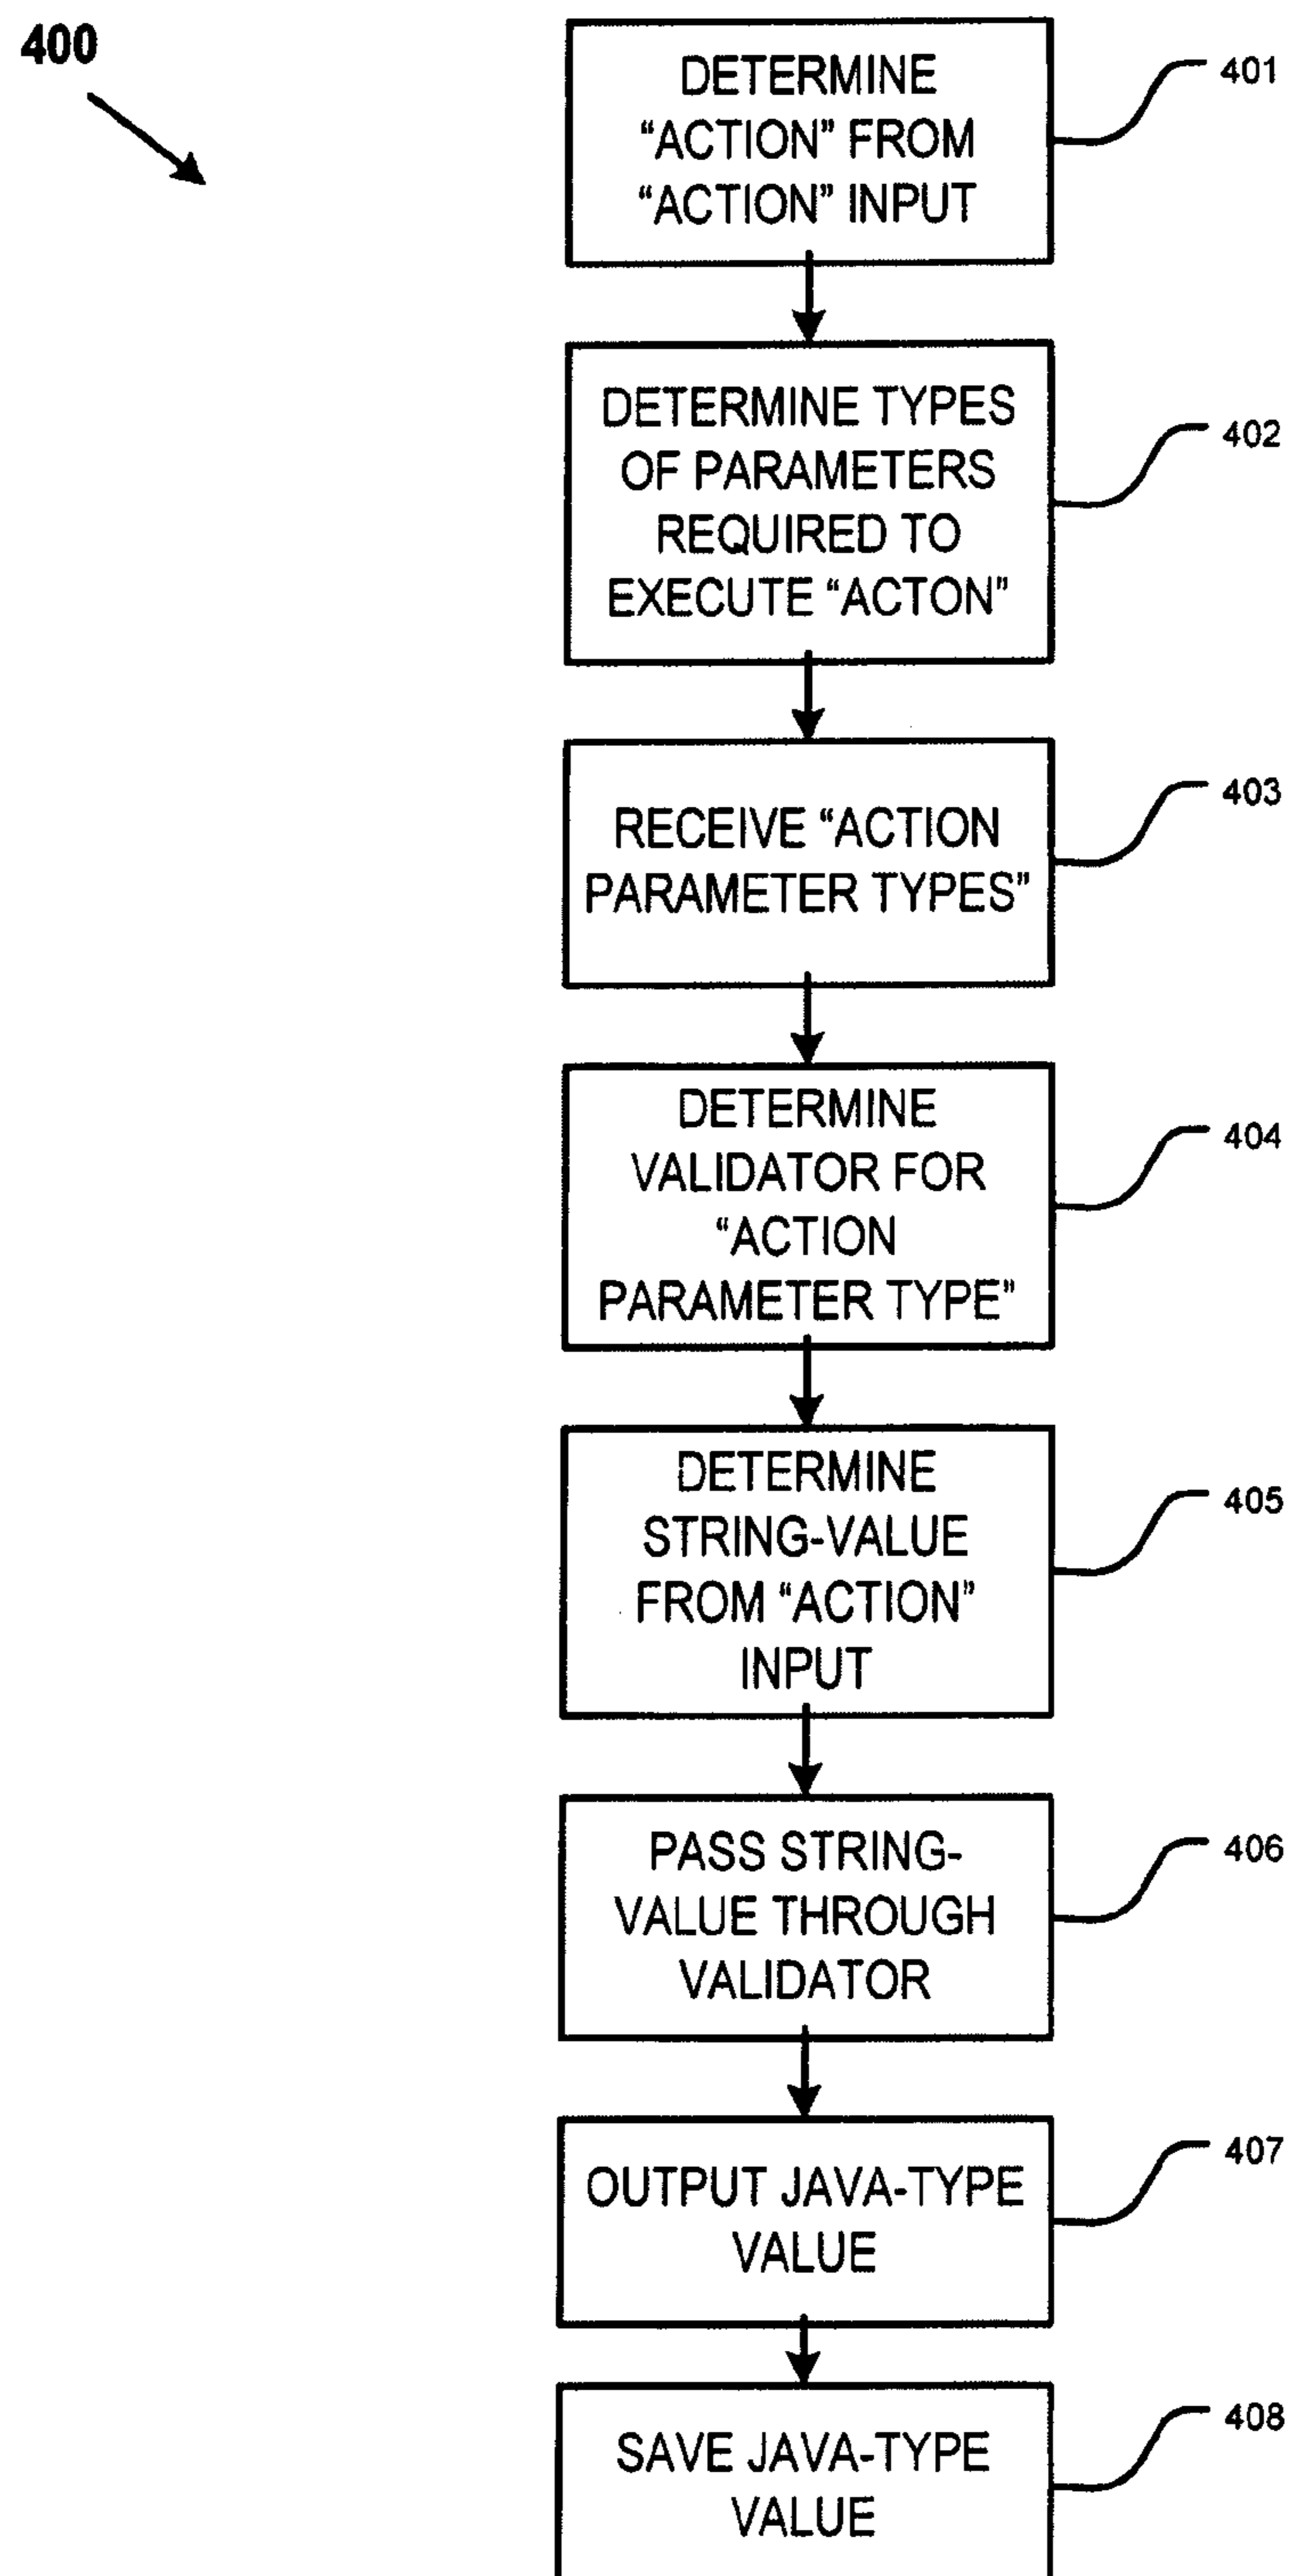 400
DETERMINE
“ACTION” FROM
“ACTION” INPUT
401
DETERMINE TYPES
OF PARAMETERS
REQUIRED TO
EXECUTE “ACTON”
402
RECEIVE “ACTION
PARAMETER TYPES”
403
DETERMINE
VALIDATOR FOR
“ACTION
PARAMETER TYPE”
404
DETERMINE
STRING-VALUE
FROM “ACTION”
INPUT
405
PASS STRING-
VALUE THROUGH
VALIDATOR
406
OUTPUT JAVA-TYPE
VALUE
407
SAVE JAVA-TYPE
VALUE
408